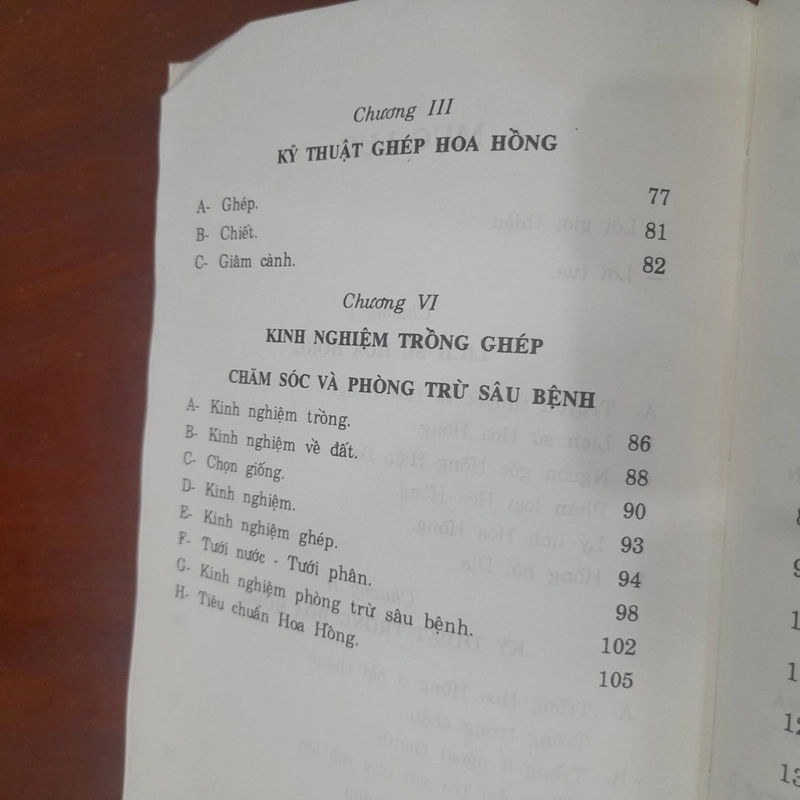 Chương III
KỸ THUẬT GHÉP HOA HỒNG
A- Ghép. 77
B- Chiết. 81
C- Giâm cành. 82
Chương VI
KINH NGHIỆM TRỒNG GHÉP
CHĂM SÓC VÀ PHÒNG TRỪ SÂU BỆNH
A- Kinh nghiệm trồng. 86
B- Kinh nghiệm về đất. 88
C- Chọn giống. 90
D- Kinh nghiệm. 93
E- Kinh nghiệm ghép. 94
F- Tưới nước - Tưới phân. 98
G- Kinh nghiệm phòng trừ sâu bệnh. 102
H- Tiêu chuẩn Hoa Hồng. 105